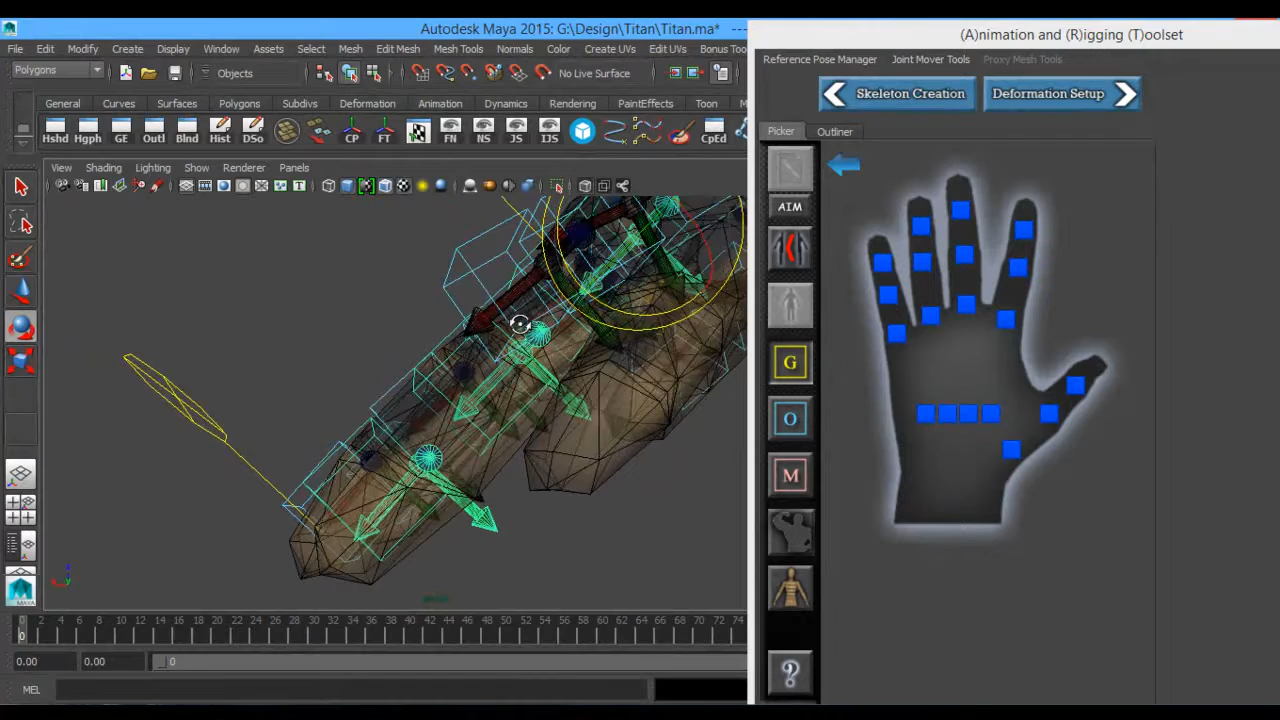 Autodesk Maya 2015: G:\Design\Titan\Titan.ma* ---
(A)nimation and (R)igging (T)oolset
File Edit Modify Create Display Window Assets Select Mesh Edit Mesh Mesh Tools Normals Color Create UVs Edit UVs Bonus Too
Reference Pose Manager Joint Mover Tools Proxy Mesh Tools
Polygons Objects No Live Surface
Skeleton Creation Deformation Setup
General Curves Surfaces Polygons Subdivs Deformation Animation Dynamics Rendering PaintEffects Toon M
Picker Outliner
Hshd Hgph GE Outl Blnd Hist DSo CP FT FN NS JS IJS CpEd
View Shading Lighting Show Renderer Panels
AIM
G
O
M
?
MAYA
persp
0 2 4 6 8 10 12 14 16 18 20 22 24 26 28 30 32 34 36 38 40 42 44 46 48 50 52 54 56 58 60 62 64 66 68 70 72 74
0
0.00 0.00 0
MEL